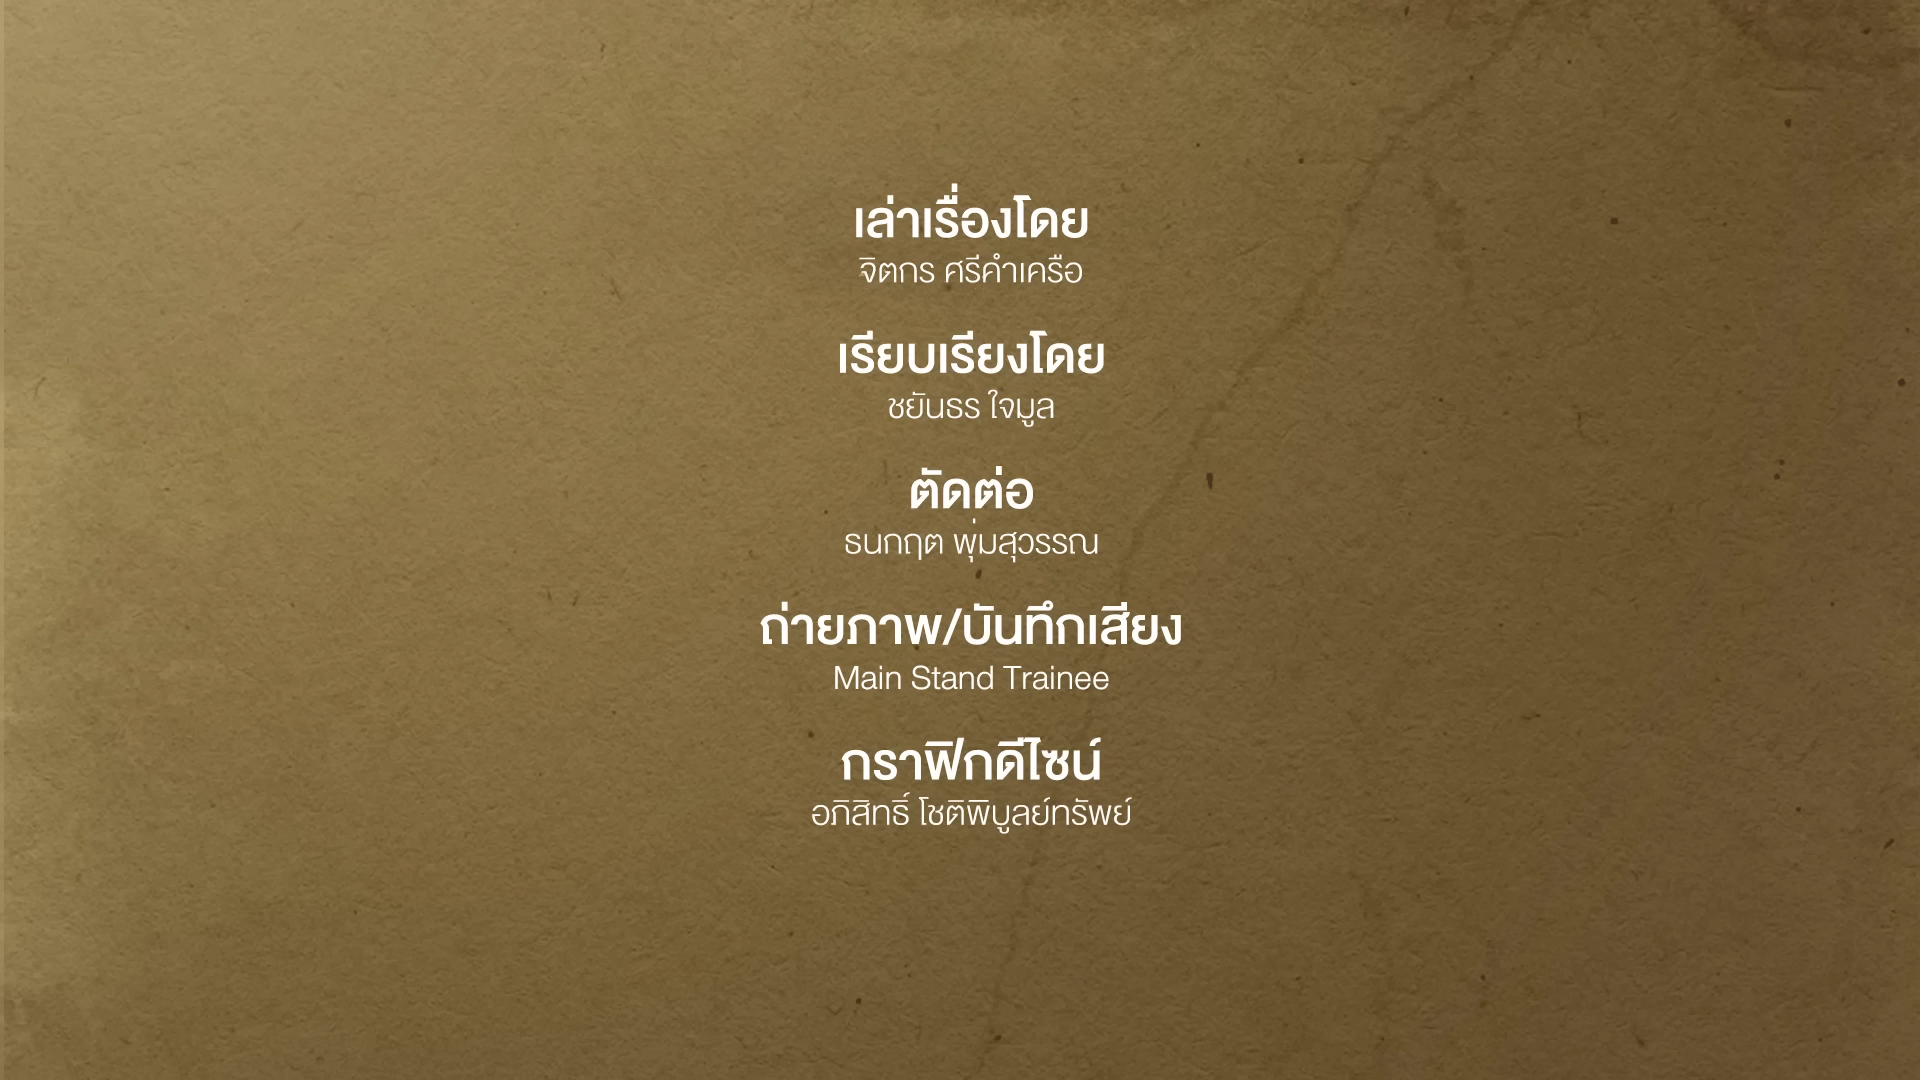 เล่าเรื่องโดย
จิตกร ศรีคำเครือ
เรียบเรียงโดย
ชยันธร ใจมูล
ตัดต่อ
ธนกฤต พุ่มสุวรรณ
ถ่ายภาพ/บันทึกเสียง
Main Stand Trainee
กราฟิกดีไซน์
อภิสิทธิ์ โชติพิบูลย์ทรัพย์